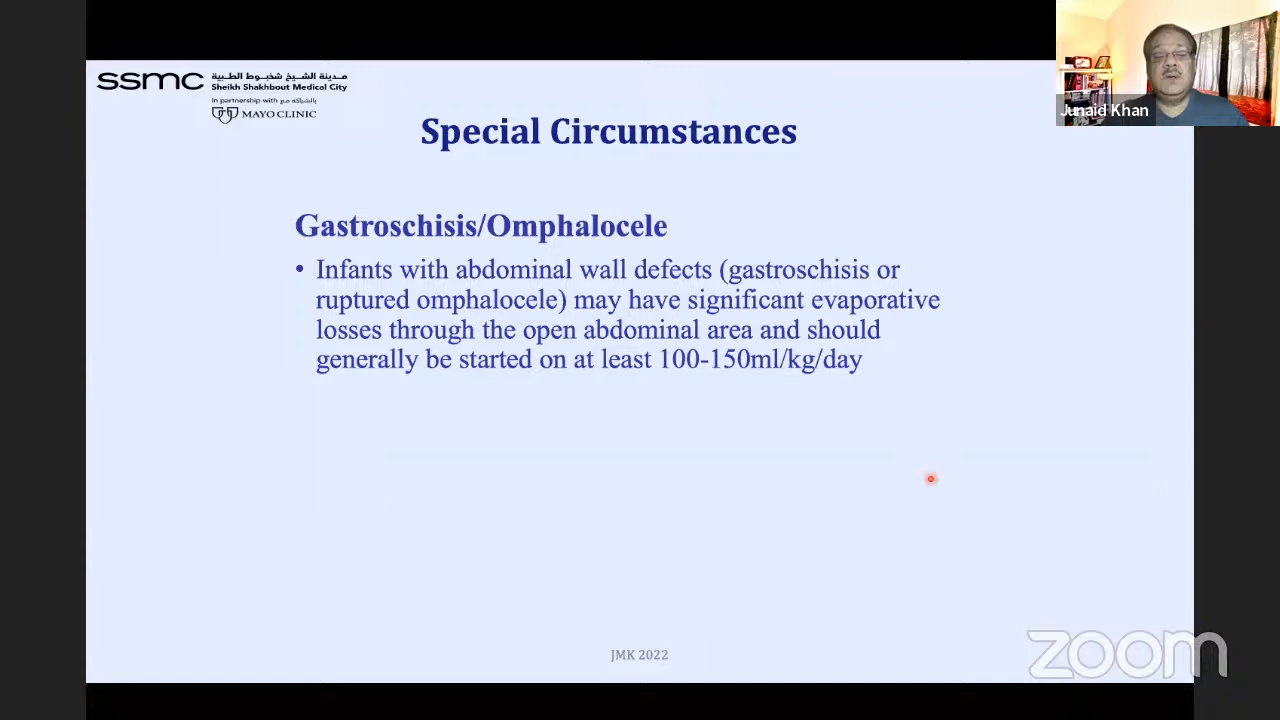 ssmc
مدينة الشيخ شخبوط الطبية
Sheikh Shakhbout Medical City
In partnership with بالشراكة مع
MAYO CLINIC
Junaid Khan
Special Circumstances
Gastroschisis/Omphalocele
• Infants with abdominal wall defects (gastroschisis or
ruptured omphalocele) may have significant evaporative
losses through the open abdominal area and should
generally be started on at least 100-150ml/kg/day
JMK 2022
zoom